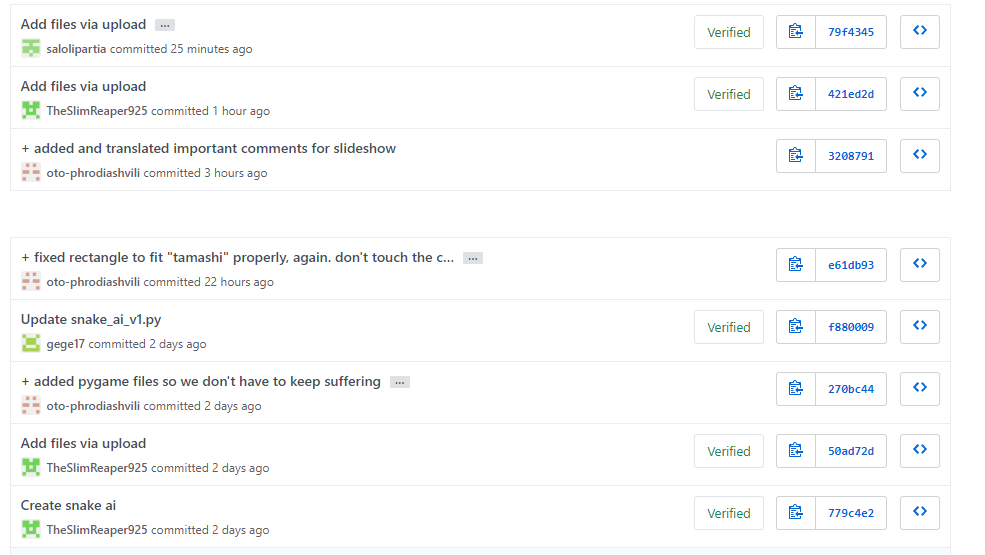 Add files via upload ...
salolipartia committed 25 minutes ago
Verified
79f4345
Add files via upload
TheSlimReaper925 committed 1 hour ago
Verified
421ed2d
+ added and translated important comments for slideshow
oto-phrodiashvili committed 3 hours ago
3208791
+ fixed rectangle to fit "tamashi" properly, again. don't touch the c... ...
oto-phrodiashvili committed 22 hours ago
e61db93
Update snake_ai_v1.py
gege17 committed 2 days ago
Verified
f880009
+ added pygame files so we don't have to keep suffering ...
oto-phrodiashvili committed 2 days ago
270bc44
Add files via upload
TheSlimReaper925 committed 2 days ago
Verified
50ad72d
Create snake ai
TheSlimReaper925 committed 2 days ago
Verified
779c4e2